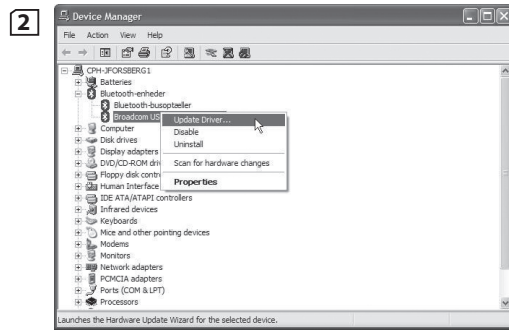 2
Device Manager
File Action View Help
CPH-JFORSBERG1
Batteries
Bluetooth-enheder
Bluetooth-busoptæller
Broadcom US
Update Driver...
Disable
Uninstall
Scan for hardware changes
Properties
Computer
Disk drives
Display adapters
DVD/CD-ROM driv
Floppy disk contr
Human Interface
IDE ATA/ATAPI controllers
Infrared devices
Keyboards
Mice and other pointing devices
Modems
Monitors
Network adapters
PCMCIA adapters
Ports (COM & LPT)
Processors
Launches the Hardware Update Wizard for the selected device.